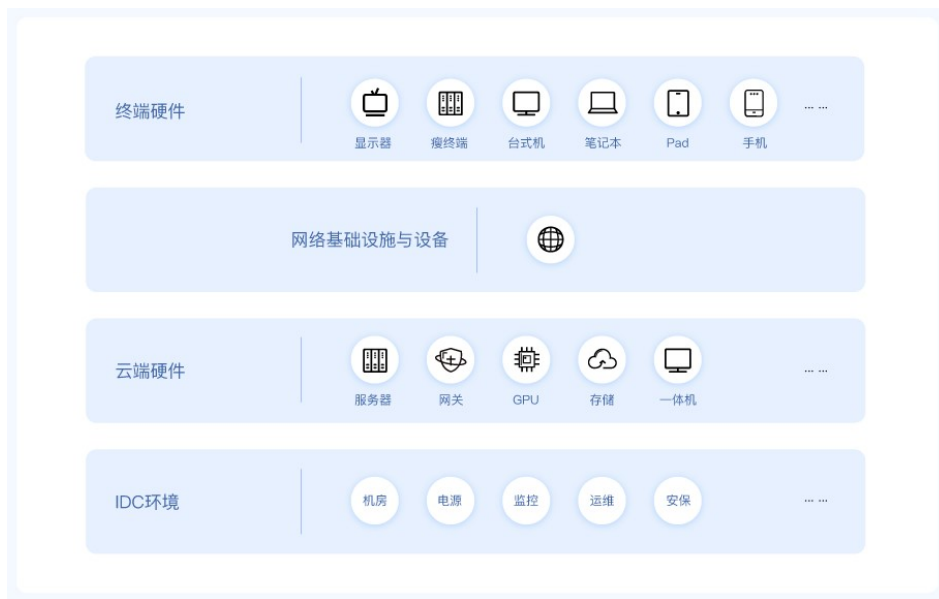 终端硬件
显示器 瘦终端 台式机 笔记本 Pad 手机
... ...
网络基础设施与设备
云端硬件
服务器 网关 GPU 存储 一体机
... ...
IDC环境
机房 电源 监控 运维 安保
... ...